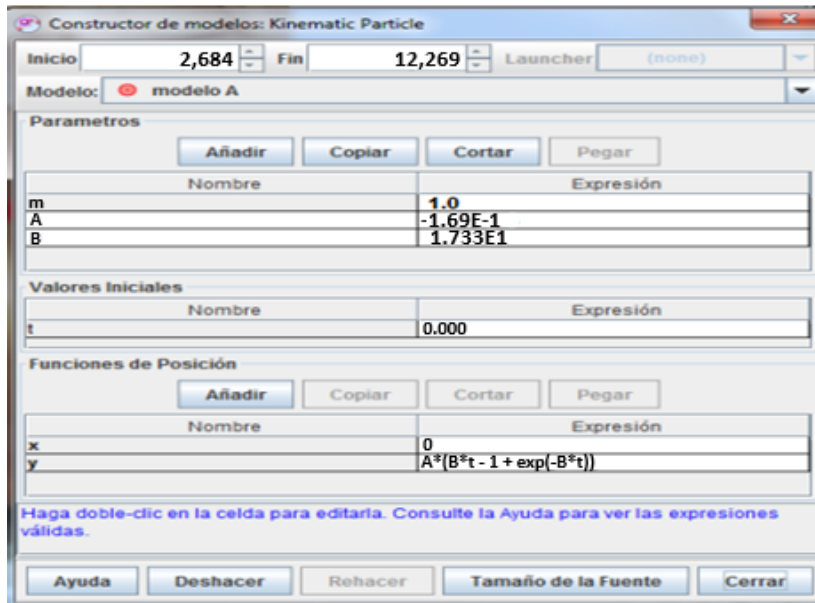 Constructor de modelos: Kinematic Particle
Inicio 2,684 Fin 12,269 Launcher (none)
Modelo: modelo A
Parametros
Añadir Copiar Cortar Pegar
Nombre Expresión
m 1.0
A -1.69E-1
B 1.733E1
Valores Iniciales
Nombre Expresión
t 0.000
Funciones de Posición
Añadir Copiar Cortar Pegar
Nombre Expresión
x 0
y A*(B*t - 1 + exp(-B*t))
Haga doble-clic en la celda para editarla. Consulte la Ayuda para ver las expresiones
válidas.
Ayuda Deshacer Rehacer Tamaño de la Fuente Cerrar